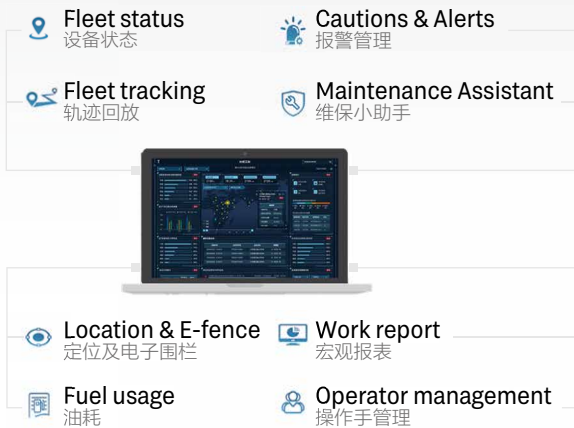 Fleet status
设备状态
Cautions & Alerts
报警管理
Fleet tracking
轨迹回放
Maintenance Assistant
维保小助手
Location & E-fence
定位及电子围栏
Work report
宏观报表
Fuel usage
油耗
Operator management
操作手管理